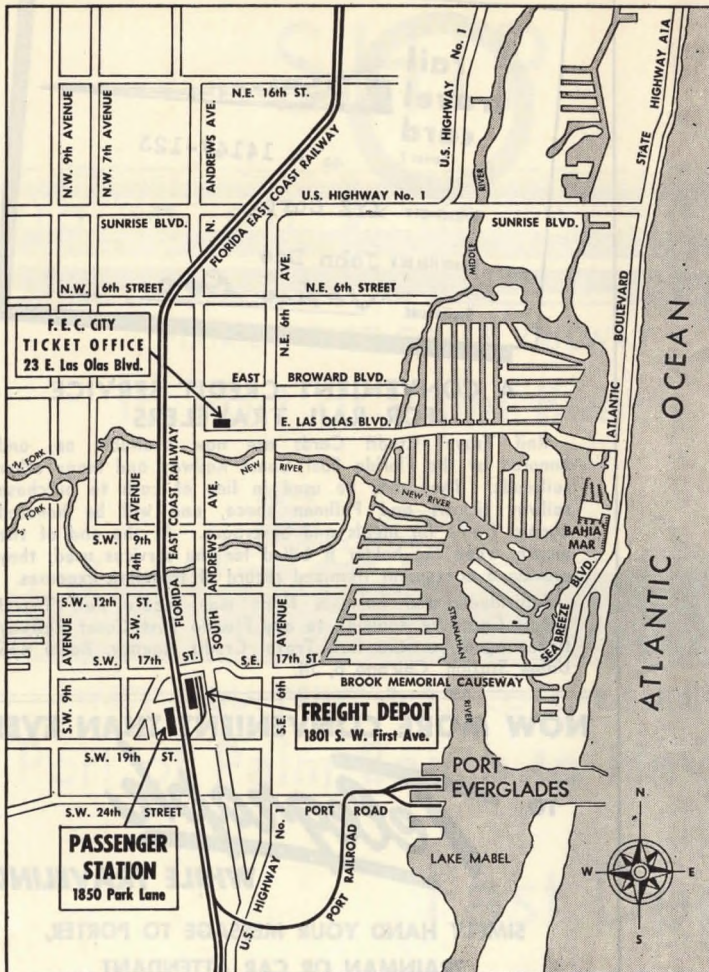 No. 1
HIGHWAY A1A
STATE
N.E. 16th ST.
N.W. 9th AVENUE
N.W. 7th AVENUE
ANDREWS AVE.
N.
U.S. HIGHWAY
RIVER
MIDDLE
FLORIDA EAST COAST RAILWAY
U.S. HIGHWAY No. 1
SUNRISE BLVD.
SUNRISE BLVD.
N.W. 6th STREET
N.E. 6th STREET
N.E. 6th AVE.
F.E.C. CITY
TICKET OFFICE
23 E. Las Olas Blvd.
EAST BROWARD BLVD.
E. LAS OLAS BLVD.
ATLANTIC BOULEVARD
ATLANTIC OCEAN
W. FORK
FORK
NEW RIVER
NEW RIVER
FLORIDA EAST COAST RAILWAY
S.W. 4th AVENUE
SOUTH ANDREWS AVE.
S.W. 9th
BAHIA
MAR
SEA BREEZE BLVD.
S.W. 12th ST.
S.W. 17th ST.
S.E. 17th ST.
S.W. 9th AVENUE
S.E. 6th AVENUE
STRANAHAN RIVER
BROOK MEMORIAL CAUSEWAY
FREIGHT DEPOT
1801 S.W. First Ave.
S.W. 19th ST.
PORT
EVERGLADES
S.W. 24th STREET
PORT ROAD
PASSENGER
STATION
1850 Park Lane
U.S. HIGHWAY No. 1
PORT RAILROAD
LAKE MABEL
N
W
E
S